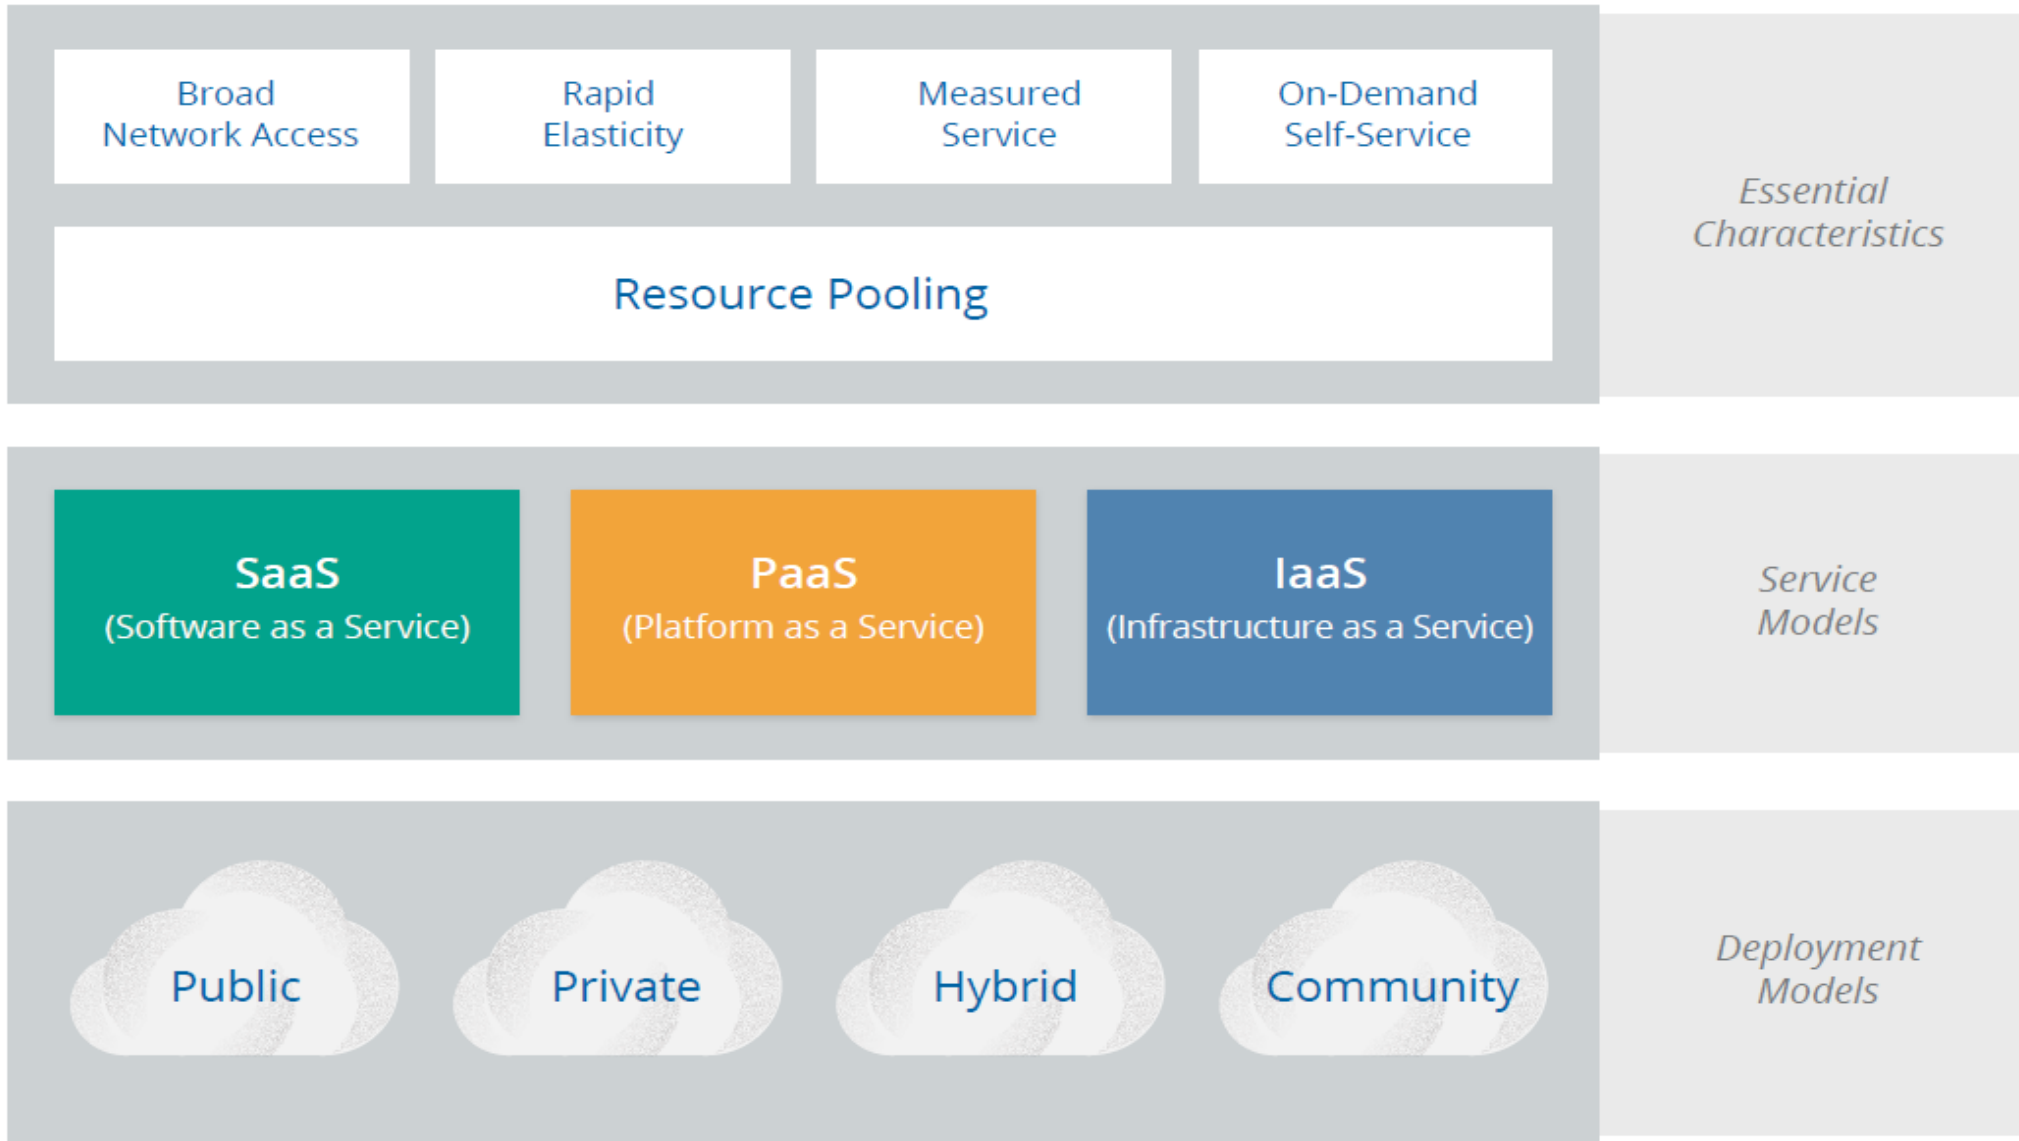 Broad
Network Access
Rapid
Elasticity
Measured
Service
On-Demand
Self-Service
Resource Pooling
Essential
Characteristics
SaaS
(Software as a Service)
PaaS
(Platform as a Service)
IaaS
(Infrastructure as a Service)
Service
Models
Public
Private
Hybrid
Community
Deployment
Models